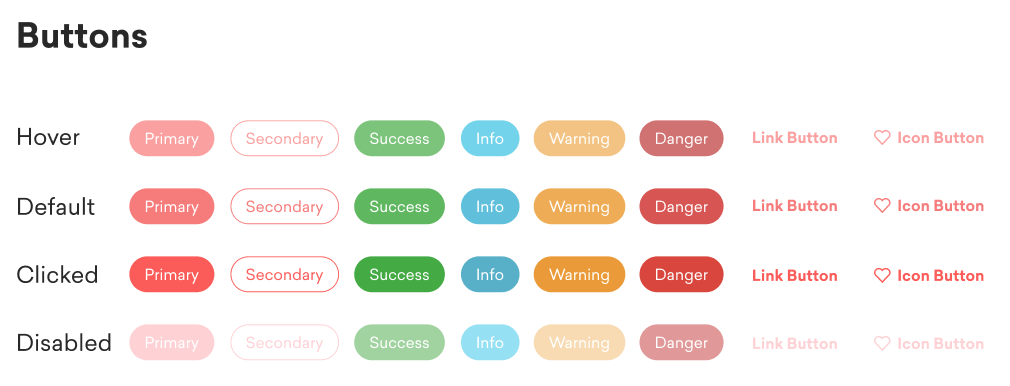 Buttons
Hover Primary Secondary Success Info Warning Danger Link Button Icon Button
Default Primary Secondary Success Info Warning Danger Link Button Icon Button
Clicked Primary Secondary Success Info Warning Danger Link Button Icon Button
Disabled Primary Secondary Success Info Warning Danger Link Button Icon Button